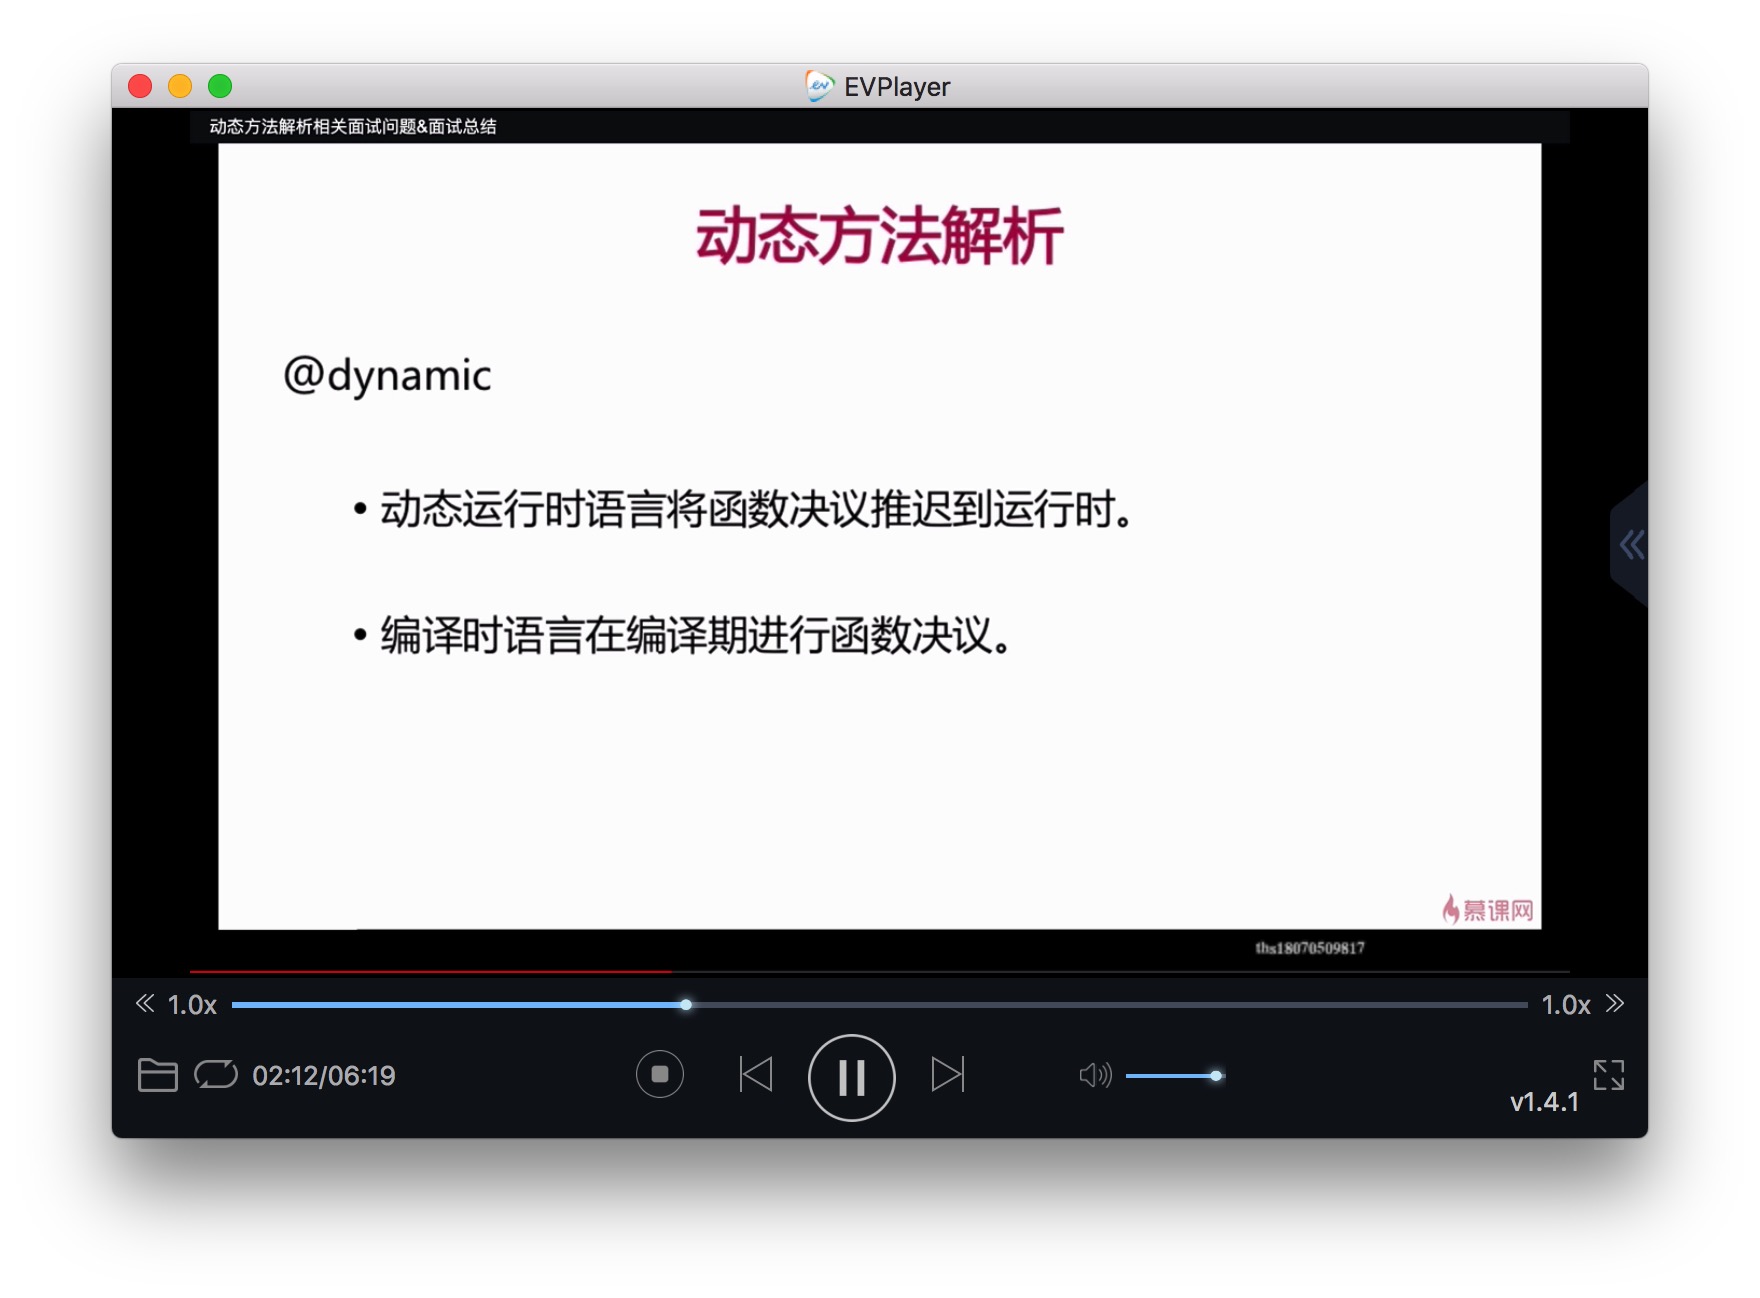 EVPlayer
动态方法解析相关面试问题&面试总结
动态方法解析
@dynamic
• 动态运行时语言将函数决议推迟到运行时。
• 编译时语言在编译期进行函数决议。
慕课网
ths18070509817
1.0x
1.0x
02:12/06:19
v1.4.1